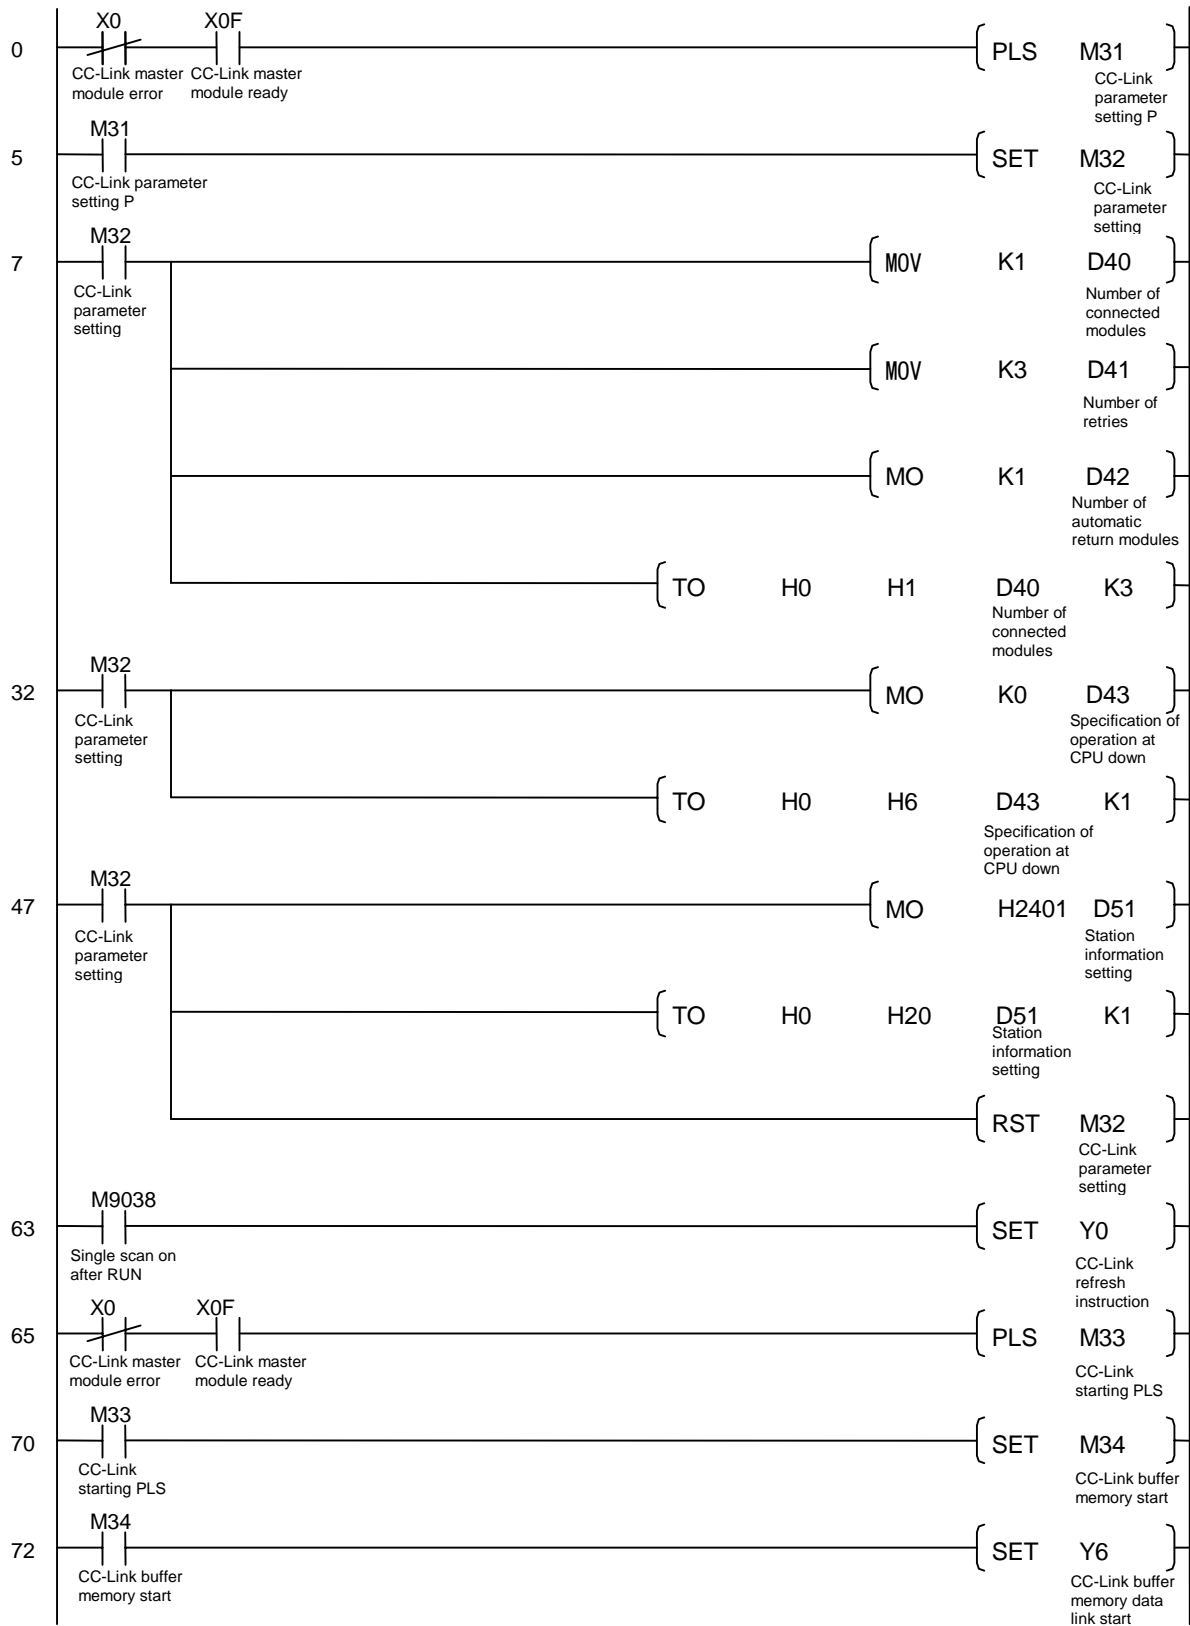 X0 X0F
0 PLS M31
CC-Link master CC-Link master
module error module ready
CC-Link
parameter
setting P
M31
5 SET M32
CC-Link parameter
setting P
CC-Link
parameter
setting
M32
7 MOV K1 D40
CC-Link
parameter
setting
Number of
connected
modules
MOV K3 D41
Number of
retries
MO K1 D42
Number of
automatic
return modules
TO H0 H1 D40 K3
Number of
connected
modules
M32
32 MO K0 D43
CC-Link
parameter
setting
Specification of
operation at
CPU down
TO H0 H6 D43 K1
Specification of
operation at
CPU down
M32
47 MO H2401 D51
CC-Link
parameter
setting
Station
information
setting
TO H0 H20 D51 K1
Station
information
setting
RST M32
CC-Link
parameter
setting
M9038
63 SET Y0
Single scan on
after RUN
CC-Link
refresh
instruction
X0 X0F
65 PLS M33
CC-Link master CC-Link master
module error module ready
CC-Link
starting PLS
M33
70 SET M34
CC-Link
starting PLS
CC-Link buffer
memory start
M34
72 SET Y6
CC-Link buffer
memory start
CC-Link buffer
memory data
link start